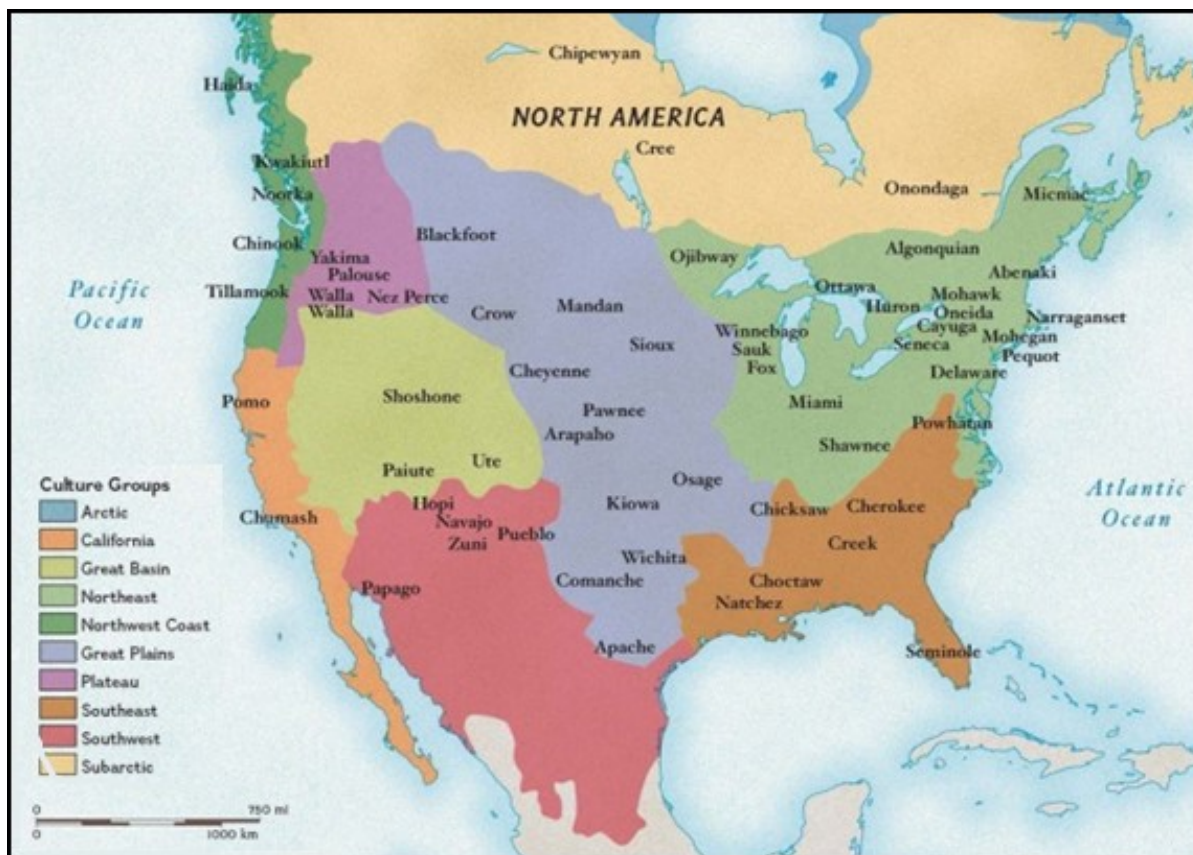 Chipewyan
Haida
NORTH AMERICA
Cree
Kwakiutl
Noorka
Onondaga
Micmac
Chinook
Blackfoot
Ojibway
Algonquian
Yakima
Palouse
Abenaki
Pacific
Ocean
Tillamook
Walla
Walla
Nez Perce
Crow
Mandan
Ottawa
Huron
Mohawk
Oneida
Cayuga
Seneca
Narraganset
Mohegan
Pequot
Winnebago
Sauk
Fox
Sioux
Cheyenne
Delaware
Pomo
Shoshone
Pawnee
Arapaho
Miami
Powhatan
Shawnee
Paiute
Ute
Osage
Hopi
Navajo
Zuni
Pueblo
Kiowa
Chicksaw
Cherokee
Atlantic
Ocean
Chumash
Creek
Wichita
Papago
Comanche
Choctaw
Natchez
Apache
Seminole
Culture Groups
Arctic
California
Great Basin
Northeast
Northwest Coast
Great Plains
Plateau
Southeast
Southwest
Subarctic
0 750 mi
0 1000 km